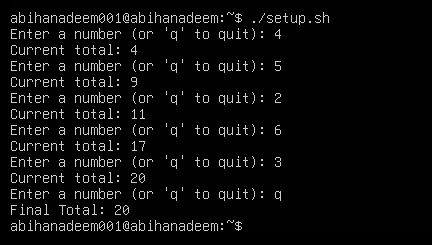 abihanadeem001@abihanadeem:~$ ./setup.sh
Enter a number (or 'q' to quit): 4
Current total: 4
Enter a number (or 'q' to quit): 5
Current total: 9
Enter a number (or 'q' to quit): 2
Current total: 11
Enter a number (or 'q' to quit): 6
Current total: 17
Enter a number (or 'q' to quit): 3
Current total: 20
Enter a number (or 'q' to quit): q
Final Total: 20
abihanadeem001@abihanadeem:~$